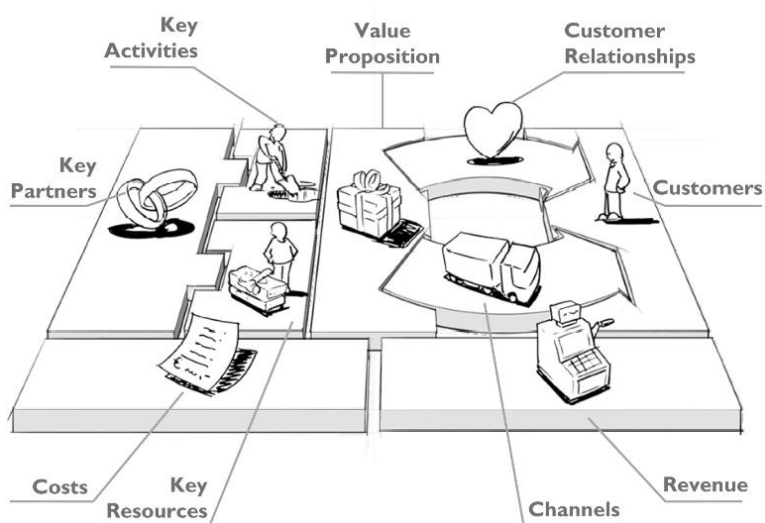 Key
Activities
Value
Proposition
Customer
Relationships
Key
Partners
Customers
Costs
Key
Resources
Channels
Revenue